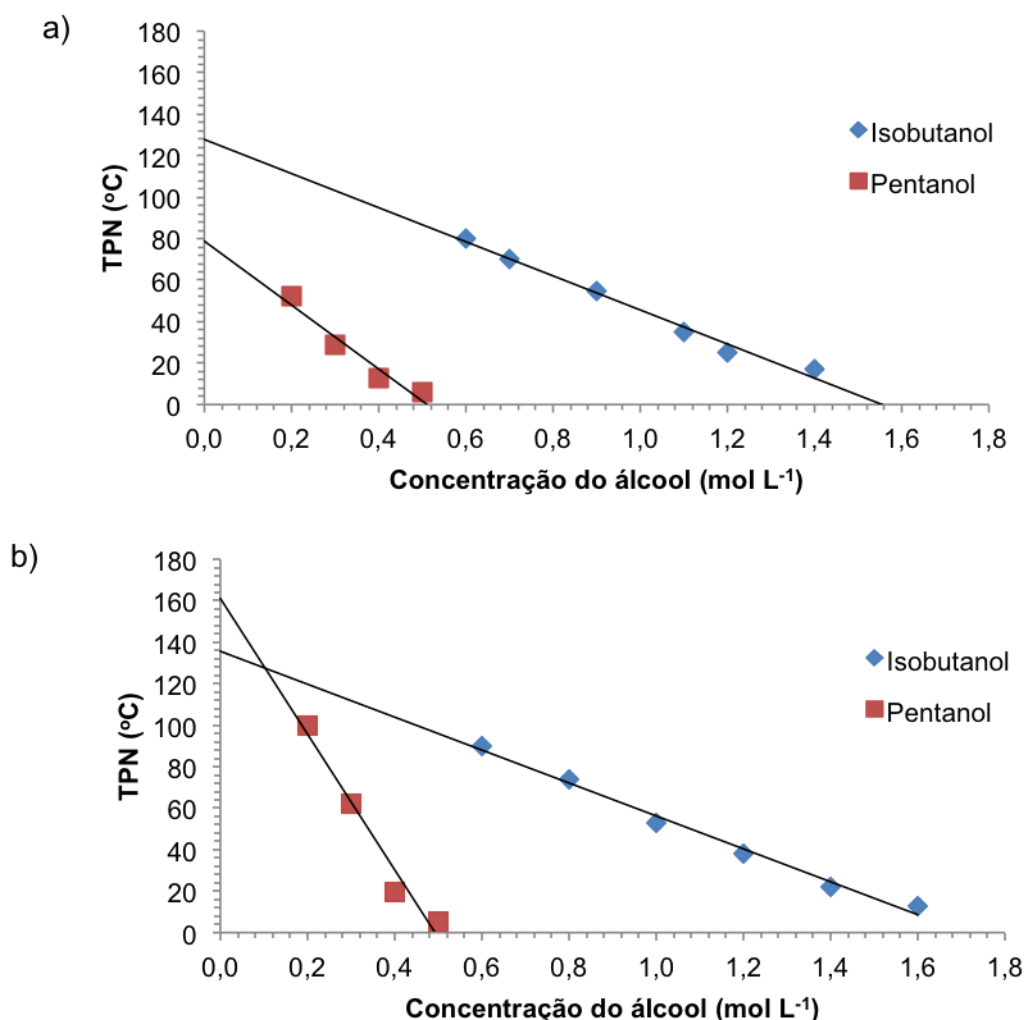 a)
180
160
140
120
100
80
60
40
20
0
TPN (ºC)
Isobutanol
Pentanol
0,0 0,2 0,4 0,6 0,8 1,0 1,2 1,4 1,6 1,8
Concentração do álcool (mol L-1)
b)
180
160
140
120
100
80
60
40
20
0
TPN (ºC)
Isobutanol
Pentanol
0,0 0,2 0,4 0,6 0,8 1,0 1,2 1,4 1,6 1,8
Concentração do álcool (mol L-1)